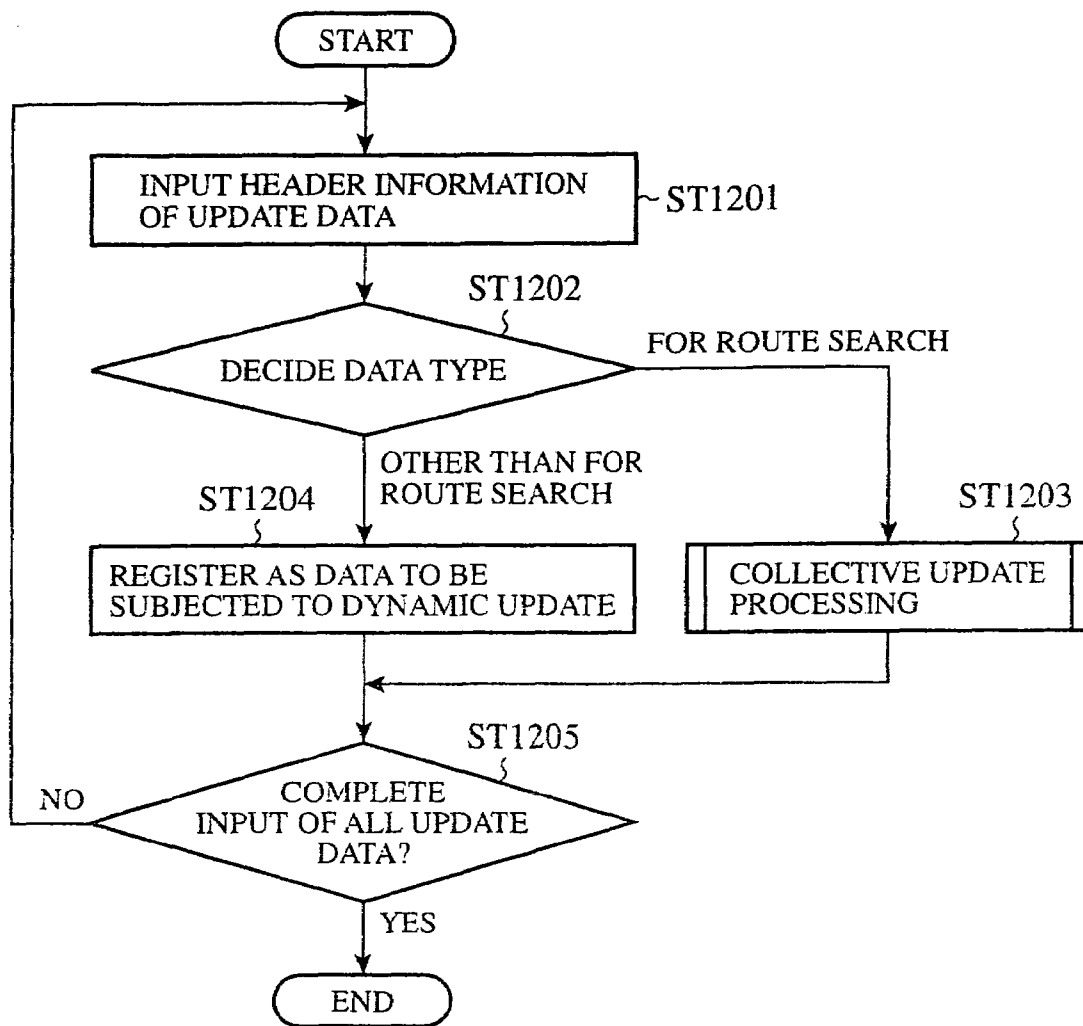 START
INPUT HEADER INFORMATION
OF UPDATE DATA
ST1201
ST1202
DECIDE DATA TYPE
FOR ROUTE SEARCH
OTHER THAN FOR
ROUTE SEARCH
ST1204
ST1203
REGISTER AS DATA TO BE
SUBJECTED TO DYNAMIC UPDATE
COLLECTIVE UPDATE
PROCESSING
ST1205
NO
COMPLETE
INPUT OF ALL UPDATE
DATA?
YES
END